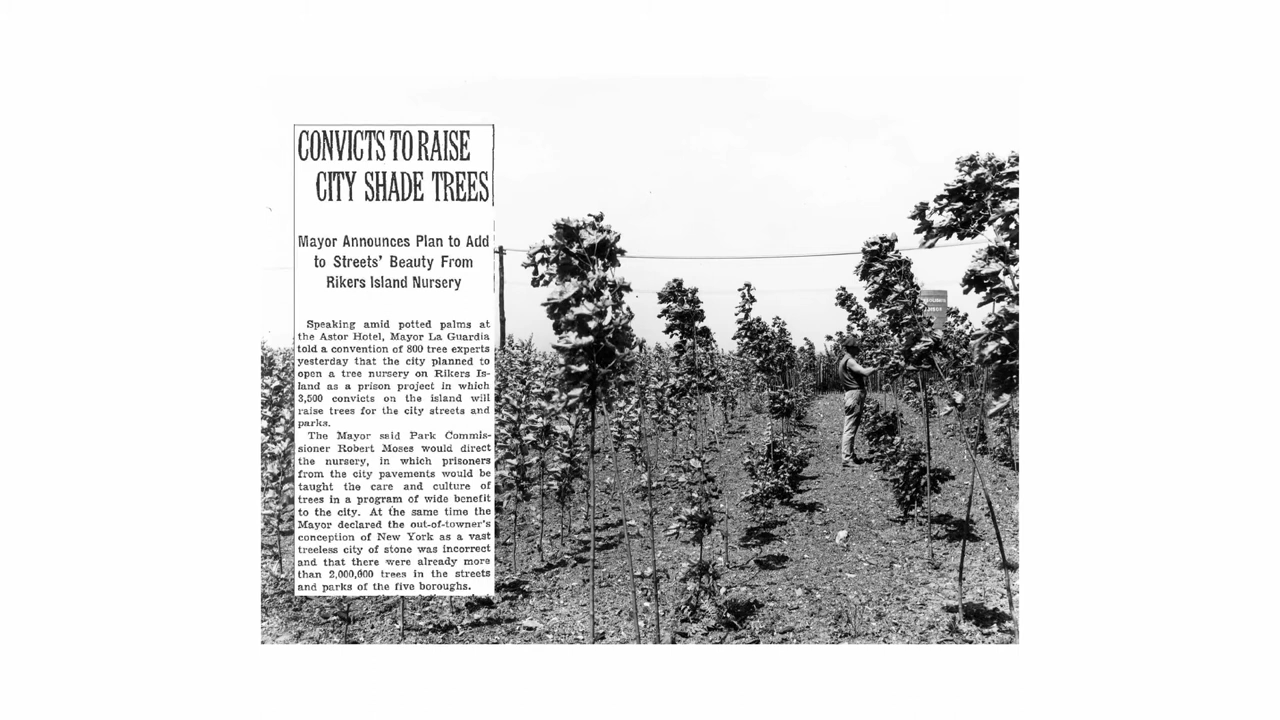 CONVICTS TO RAISE
CITY SHADE TREES
Mayor Announces Plan to Add
to Streets' Beauty From
Rikers Island Nursery
Speaking amid potted palms at
the Astor Hotel, Mayor La Guardia
told a convention of 800 tree experts
yesterday that the city planned to
open a tree nursery on Rikers Is-
land as a prison project in which
3,500 convicts on the island will
raise trees for the city streets and
parks.
The Mayor said Park Commis-
sioner Robert Moses would direct
the nursery, in which prisoners
from the city pavements would be
taught the care and culture of
trees in a program of wide benefit
to the city. At the same time the
Mayor declared the out-of-towner's
conception of New York as a vast
treeless city of stone was incorrect
and that there were already more
than 2,000,000 trees in the streets
and parks of the five boroughs.